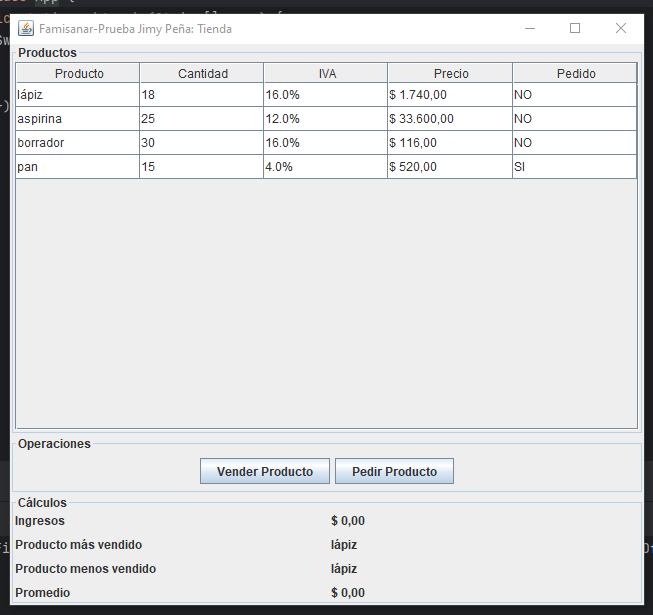 Famisanar-Prueba Jimy Peña: Tienda
Productos
Producto Cantidad IVA Precio Pedido
lápiz 18 16.0% $ 1.740,00 NO
aspirina 25 12.0% $ 33.600,00 NO
borrador 30 16.0% $ 116,00 NO
pan 15 4.0% $ 520,00 SI
Operaciones
Vender Producto Pedir Producto
Cálculos
Ingresos $ 0,00
Producto más vendido lápiz
Producto menos vendido lápiz
Promedio $ 0,00